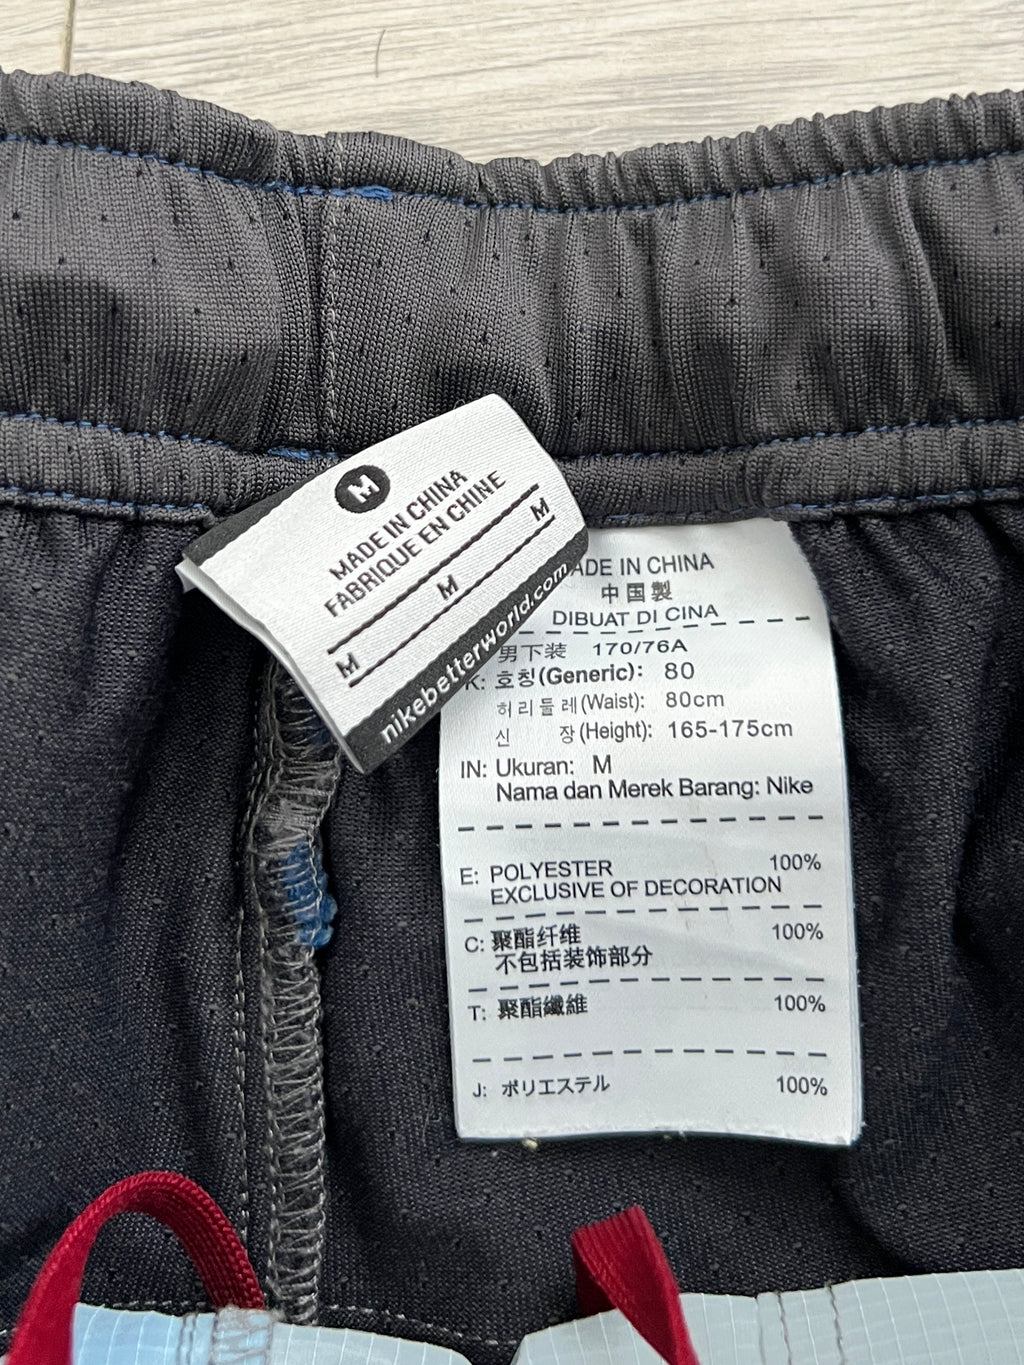 M
MADE IN CHINA
FABRIQUE EN CHINE
M M M
nikebetterworld.com
ADE IN CHINA
中国製
DIBUAT DI CINA
男下装 170/76A
K: 호칭(Generic): 80
허리둘레(Waist): 80cm
신 장(Height): 165-175cm
IN: Ukuran: M
Nama dan Merek Barang: Nike
E: POLYESTER 100%
EXCLUSIVE OF DECORATION
C: 聚酯纤维 100%
不包括装饰部分
T: 聚酯纖維 100%
J: ポリエステル 100%